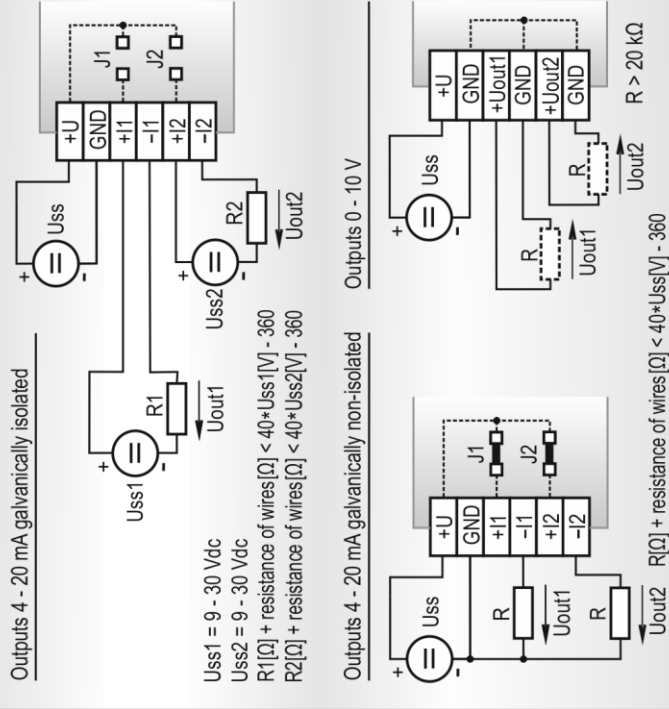 Outputs 4 - 20 mA galvanically isolated
Uss
+
-
+U
GND
+I1
−I1
+I2
−I2
J1
J2
Uss1
+
-
R1
Uout1
Uss2
+
-
R2
Uout2
Uss1 = 9 - 30 Vdc
Uss2 = 9 - 30 Vdc
R1[Ω] + resistance of wires[Ω] < 40*Uss1[V] - 360
R2[Ω] + resistance of wires[Ω] < 40*Uss2[V] - 360
Outputs 4 - 20 mA galvanically non-isolated
Uss
+
-
+U
GND
+I1
−I1
+I2
−I2
J1
J2
R
Uout1
R
Uout2
R[Ω] + resistance of wires[Ω] < 40*Uss[V] - 360
Outputs 0 - 10 V
Uss
+
-
+U
GND
+Uout1
GND
+Uout2
GND
R
Uout1
R
Uout2
R > 20 kΩ